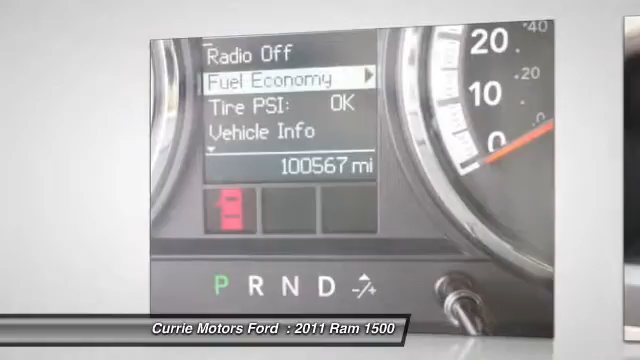 Radio Off
Fuel Economy
Tire PSI: OK
Vehicle Info
100567 mi
P R N D -/+
20
40
20
10
0
0
Currie Motors Ford : 2011 Ram 1500